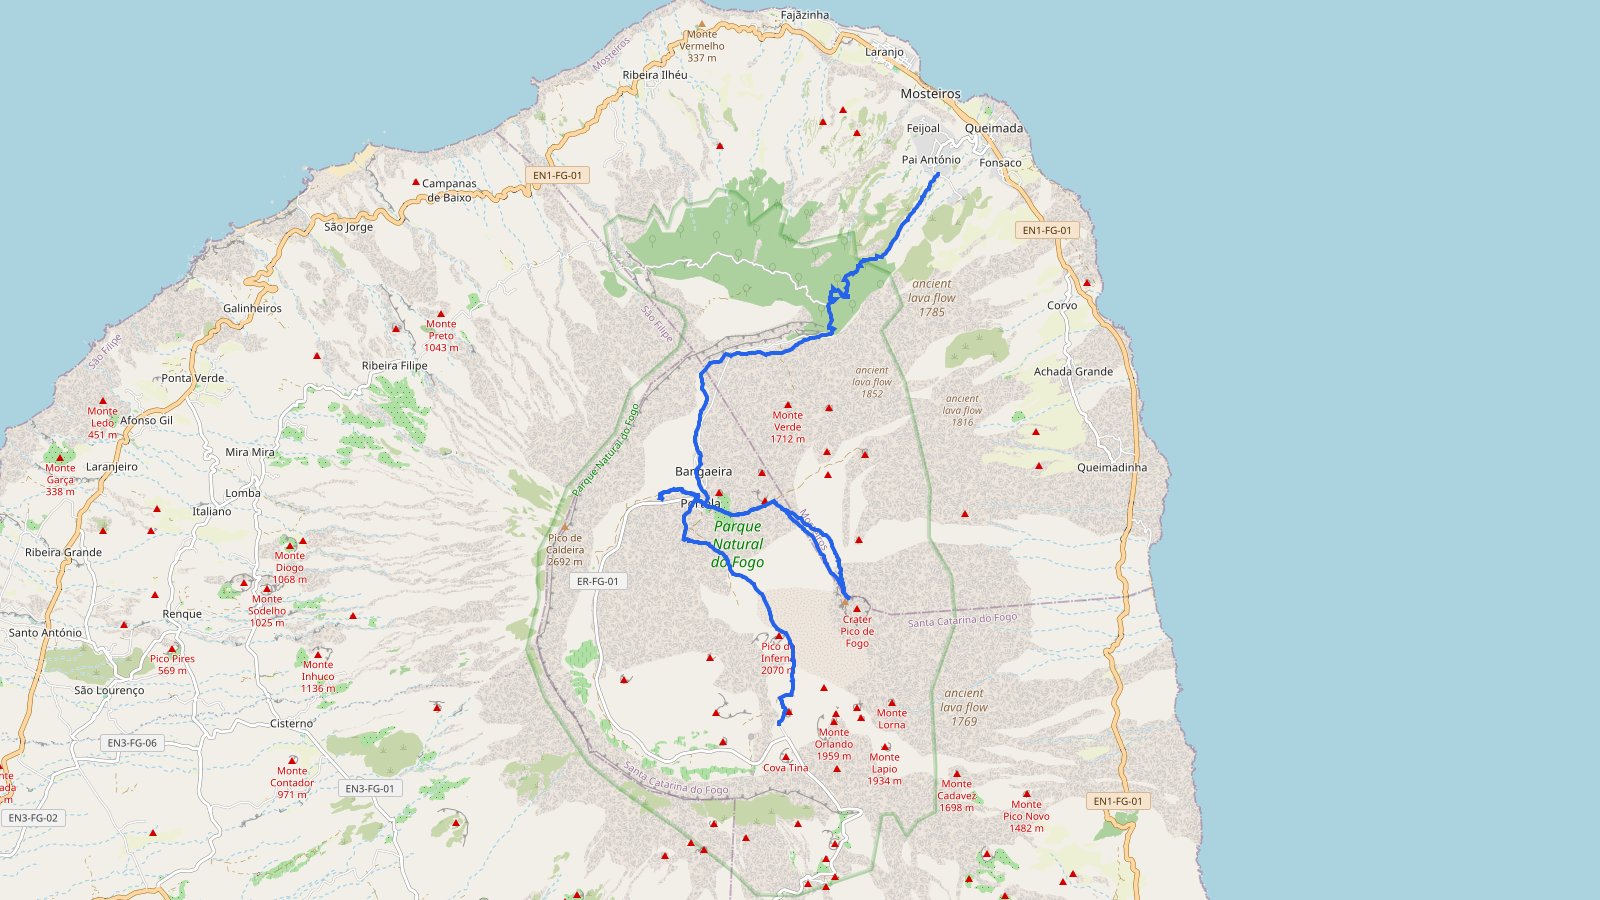 Fajãzinha
Monte
Vermelho
337 m
Mosteiros
Laranjo
Ribeira Ilhéu
Mosteiros
Feijoal
Queimada
Pai António
Fonsaco
EN1-FG-01
Campanas
de Baixo
São Jorge
EN1-FG-01
ancient
lava flow
1785
Galinheiros
Corvo
São Filipe
São Filipe
Monte
Preto
1043 m
Ribeira Filipe
Ponta Verde
ancient
lava flow
1852
Achada Grande
Monte
Ledo
451 m
Afonso Gil
Monte
Verde
1712 m
ancient
lava flow
1816
Parque Natural do Fogo
Mira Mira
Laranjeiro
Monte
Garça
338 m
Bangaeira
Queimadinha
Lomba
Italiano
Portela
Mosteiros
Parque
Natural
do Fogo
Pico de
Caldeira
2692 m
Ribeira Grande
Monte
Diogo
1068 m
ER-FG-01
Monte
Sodelho
1025 m
Renque
Crater
Pico de
Fogo
Santa Catarina do Fogo
Santo António
Pico Pires
569 m
Monte
Inhuco
1136 m
Pico do
Inferno
2070 m
São Lourenço
ancient
lava flow
1769
Monte
Lorna
Cisterno
Monte
Orlando
1959 m
EN3-FG-06
Monte
Lapio
1934 m
Cova Tina
Monte
Contador
971 m
Santa Catarina do Fogo
EN3-FG-01
Monte
Cadavez
1698 m
Monte
Pico Novo
1482 m
EN1-FG-01
EN3-FG-02